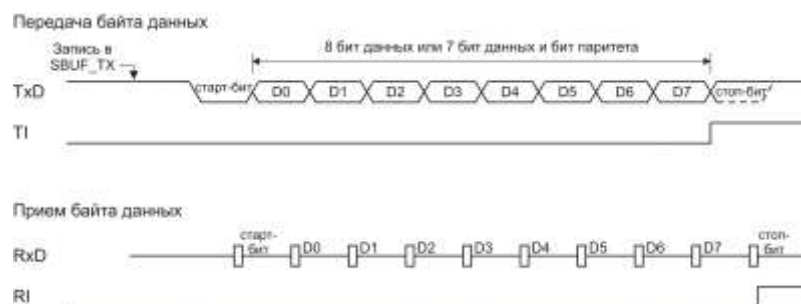 Передача байта данных
Запись в
SBUF_TX
8 бит данных или 7 бит данных и бит паритета
TxD старт-бит D0 D1 D2 D3 D4 D5 D6 D7 стоп-бит
TI
Прием байта данных
RxD старт-бит D0 D1 D2 D3 D4 D5 D6 D7 стоп-бит
RI